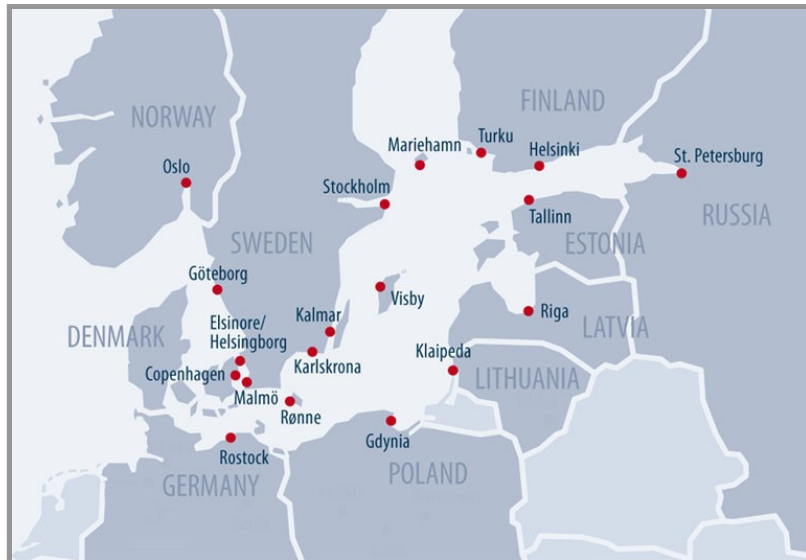 FINLAND
NORWAY
Turku
Mariehamn
Helsinki
St. Petersburg
Oslo
Stockholm
Tallinn
RUSSIA
SWEDEN
ESTONIA
Göteborg
Visby
Kalmar
Riga
Elsinore/
Helsingborg
DENMARK
LATVIA
Klaipeda
Karlskrona
Copenhagen
LITHUANIA
Malmö
Rønne
Gdynia
Rostock
POLAND
GERMANY